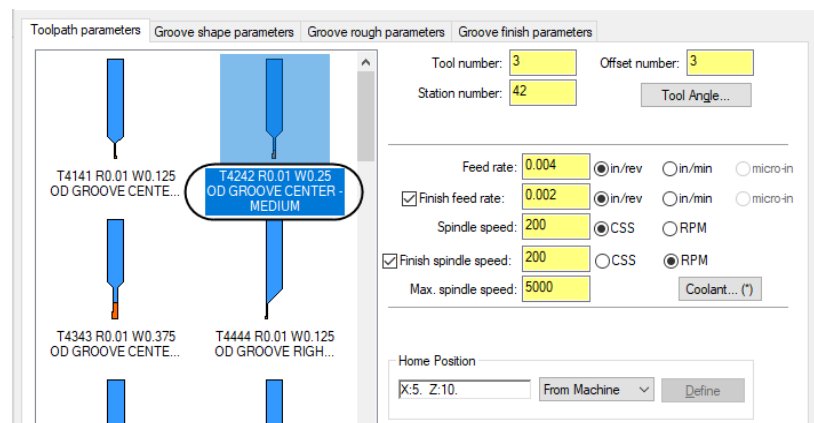 Toolpath parameters Groove shape parameters Groove rough parameters Groove finish parameters
Tool number: 3 Offset number: 3
Station number: 42 Tool Angle...
T4141 R0.01 W0.125
OD GROOVE CENTE...
T4242 R0.01 W0.25
OD GROOVE CENTER -
MEDIUM
Feed rate: 0.004 in/rev in/min micro-in
Finish feed rate: 0.002 in/rev in/min micro-in
Spindle speed: 200 CSS RPM
Finish spindle speed: 200 CSS RPM
Max. spindle speed: 5000 Coolant... (*)
T4343 R0.01 W0.375
OD GROOVE CENTE...
T4444 R0.01 W0.125
OD GROOVE RIGH...
Home Position
X:5. Z:10. From Machine Define